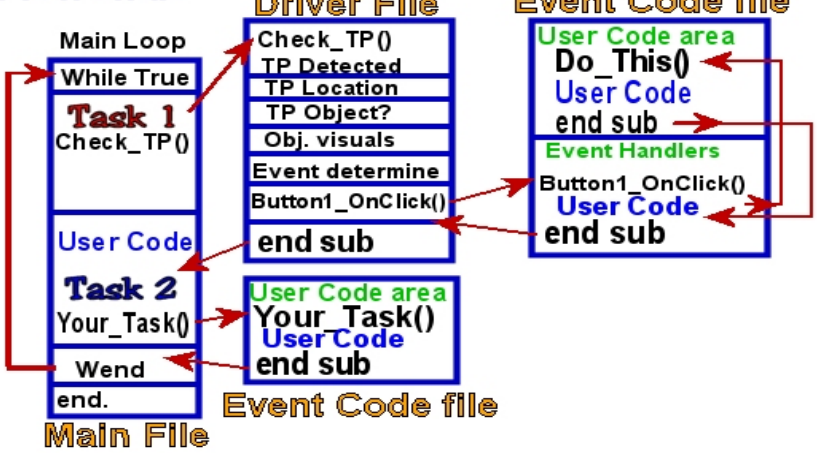 Driver File
Event Code file
Main Loop
While True
Task 1
Check_TP()
User Code
Task 2
Your_Task()
Wend
end.
Main File
Check_TP()
TP Detected
TP Location
TP Object?
Obj. visuals
Event determine
Button1_OnClick()
end sub
User Code area
Your_Task()
User Code
end sub
Event Code file
User Code area
Do_This()
User Code
end sub
Event Handlers
Button1_OnClick()
User Code
end sub